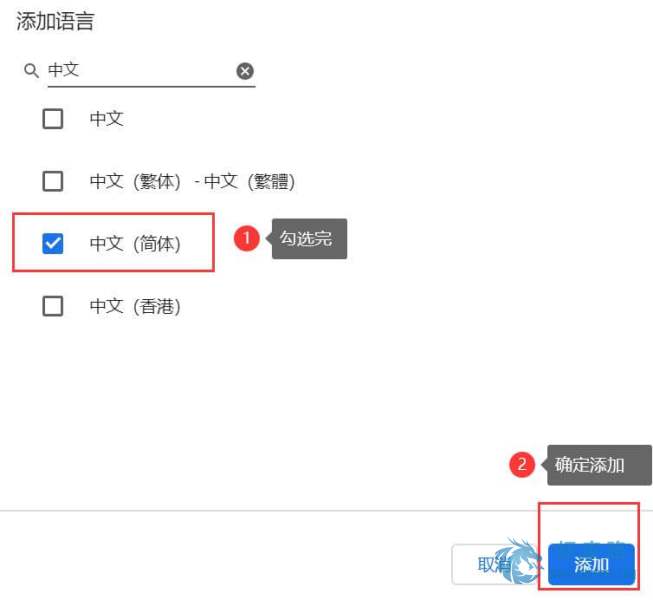 添加语言
中文
中文
中文（繁体） - 中文（繁體）
中文（简体）
1 勾选完
中文（香港）
2 确定添加
取消
添加